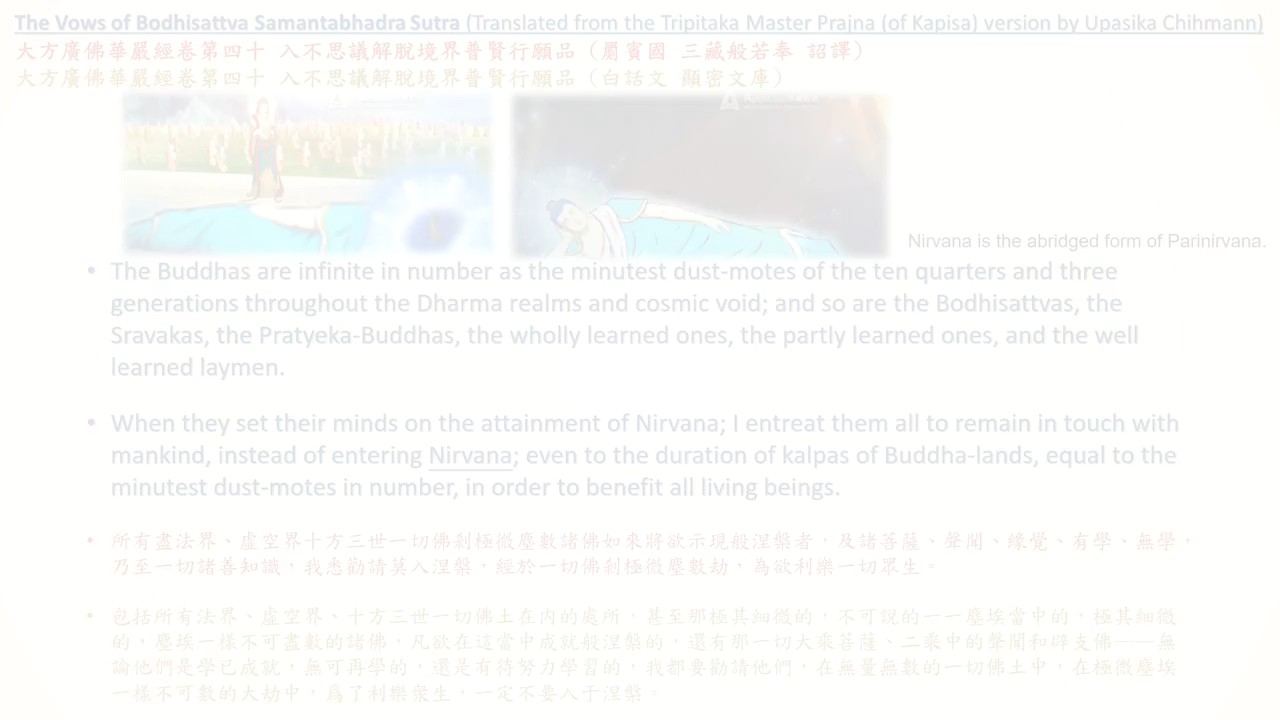 The Vows of Bodhisattva Samantabhadra Sutra (Translated from the Tripitaka Master Prajna (of Kapisa) version by Upasika Chihmann)
大方廣佛華嚴經卷第四十 入不思議解脫境界普賢行願品（罽賓國 三藏般若奉 詔譯）
大方廣佛華嚴經卷第四十 入不思議解脫境界普賢行願品（白話文 顯密文庫）
Nirvana is the abridged form of Parinirvana.
• The Buddhas are infinite in number as the minutest dust-motes of the ten quarters and three
generations throughout the Dharma realms and cosmic void; and so are the Bodhisattvas, the
Sravakas, the Pratyeka-Buddhas, the wholly learned ones, the partly learned ones, and the well
learned laymen.
• When they set their minds on the attainment of Nirvana; I entreat them all to remain in touch with
mankind, instead of entering Nirvana; even to the duration of kalpas of Buddha-lands, equal to the
minutest dust-motes in number, in order to benefit all living beings.
• 所有盡法界、虛空界十方三世一切佛剎極微塵數諸佛如來將欲示現般涅槃者，及諸菩薩、聲聞、緣覺、有學、無學，
乃至一切諸善知識，我悉勸請莫入涅槃，經於一切佛剎極微塵數劫，為欲利樂一切眾生。
• 包括所有法界、虛空界、十方三世一切佛土在內的處所，甚至那極其細微的，不可說的一一塵埃當中的，極其細微
的，塵埃一樣不可盡數的諸佛，凡欲在這當中成就般涅槃的，還有那一切大乘菩薩、二乘中的聲聞和辟支佛——無
論他們是學已成就，無可再學的，還是有待努力學習的，我都要勸請他們，在無量無數的一切佛土中，在極微塵埃
一樣不可數的大劫中，爲了利樂衆生，一定不要入于涅槃。